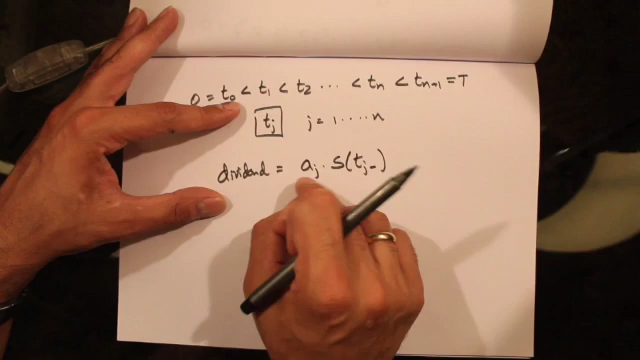 0 = t₀ < t₁ < t₂ ... < tₙ < tₙ₊₁ = T
tⱼ j = 1 ..... n
dividend = aⱼ · S(tⱼ₋)